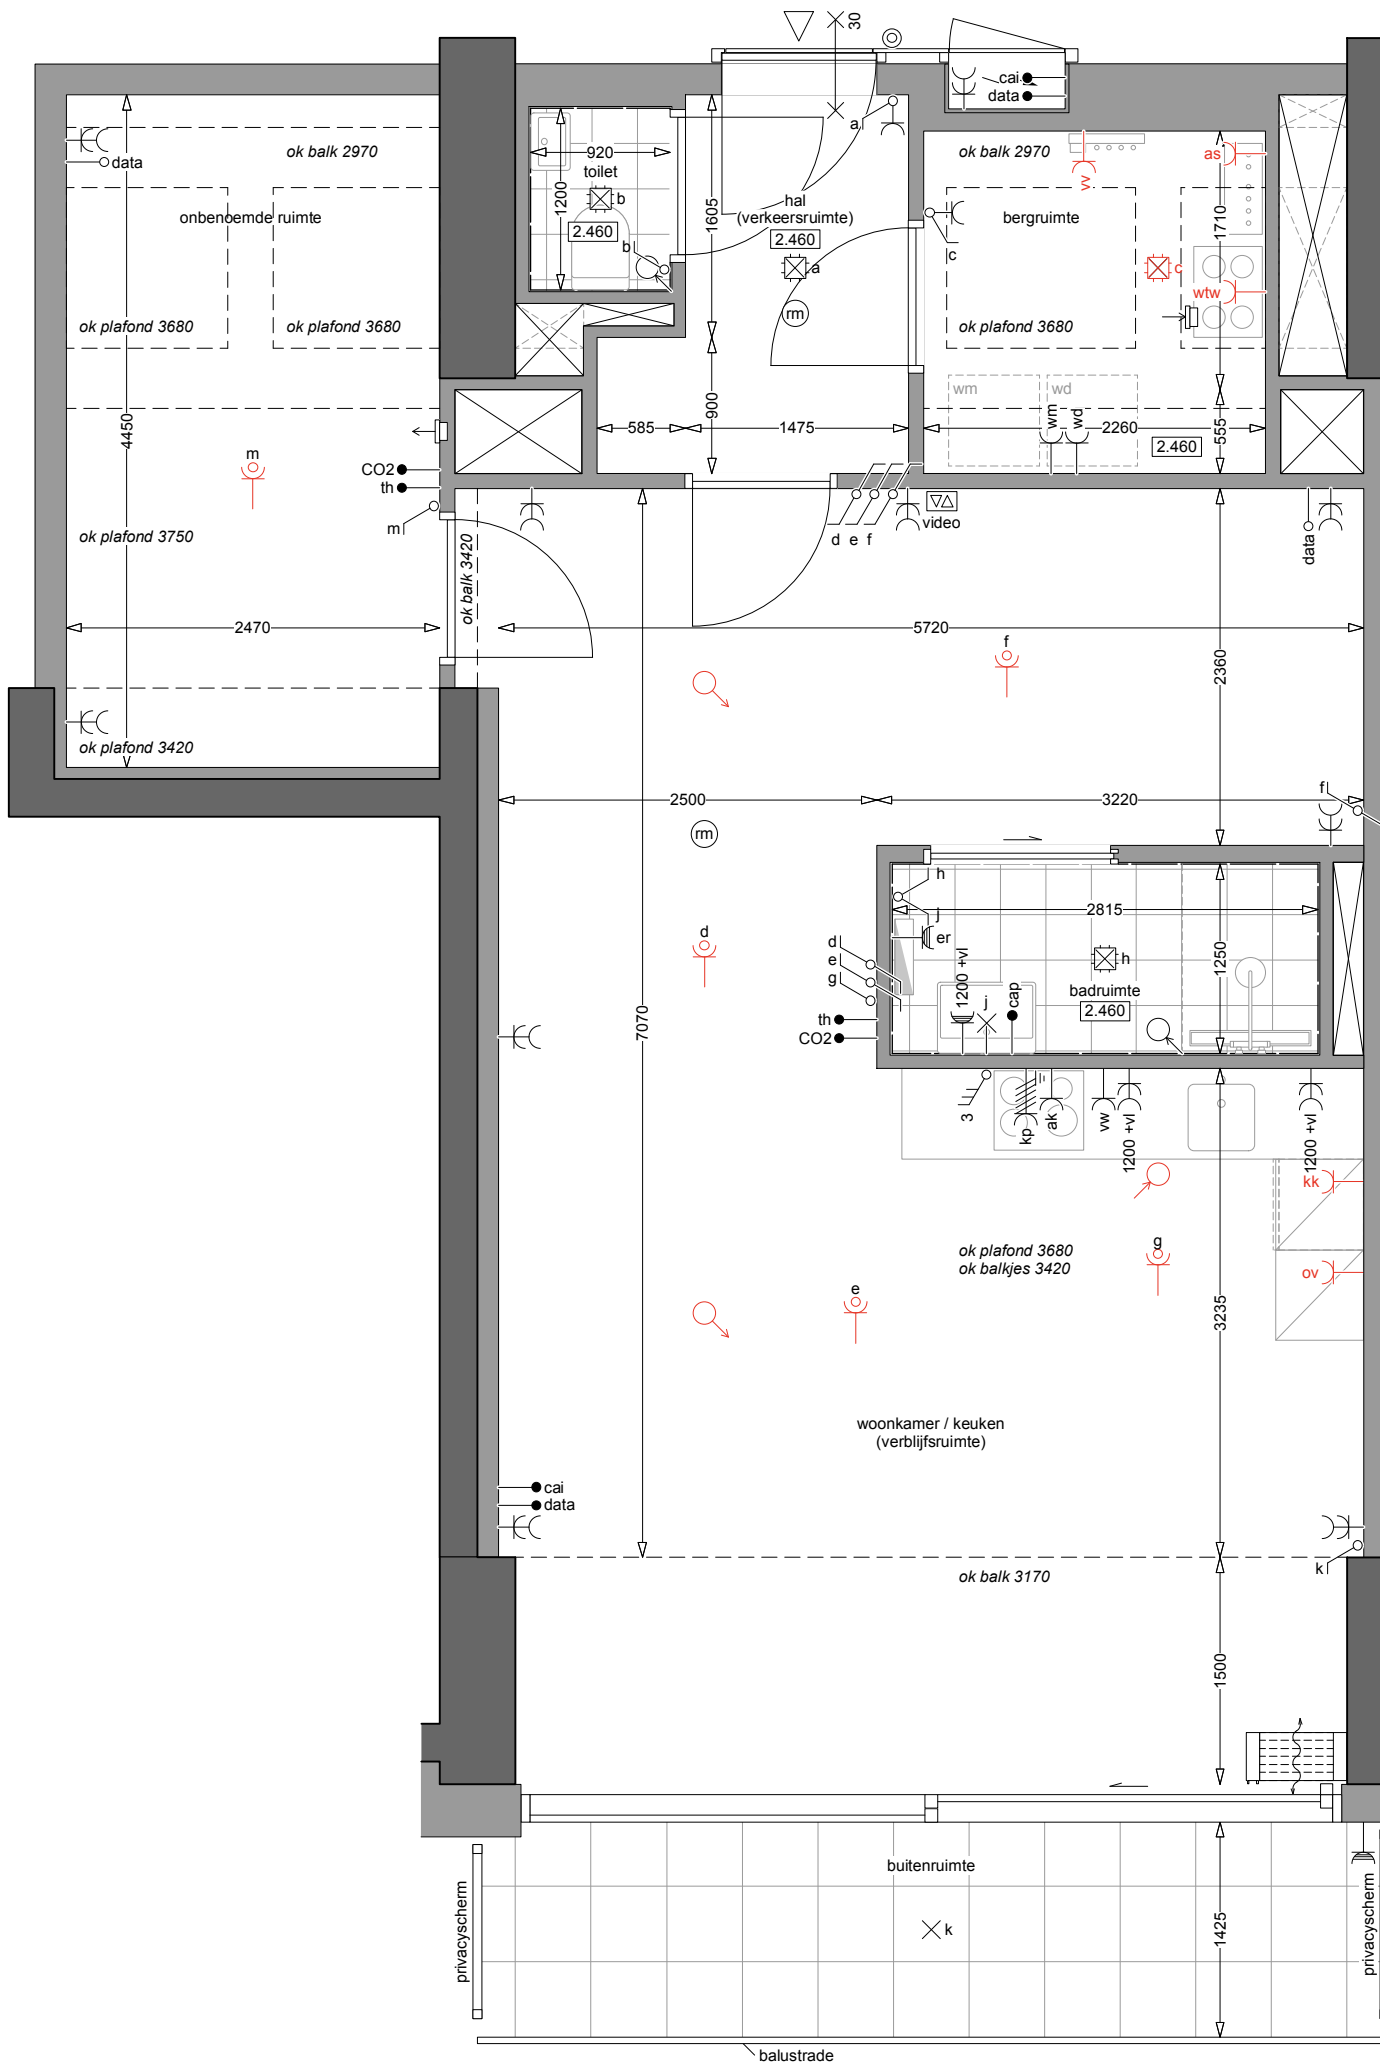 30
cai
data
a
ok balk 2970
data
920
toilet
1200
b
2.460
b
onbenoemde ruimte
1605
hal
(verkeersruimte)
2.460
a
rm
ok balk 2970
vv
as
bergruimte
1710
c
c
wtw
ok plafond 3680
ok plafond 3680
ok plafond 3680
4450
900
585
1475
wm
wd
wm
wd
2260
555
2.460
m
CO2
th
m
ok plafond 3750
ok balk 3420
d e f
video
data
2470
5720
f
2360
ok plafond 3420
2500
3220
f
rm
h
j
2815
er
d
d
e
g
1200 +vl
j
cap
h
badruimte
2.460
1250
th
CO2
7070
3
kp
ak
vw
1200 +vl
1200 +vl
kk
ok plafond 3680
ok balkjes 3420
g
ov
e
3235
woonkamer / keuken
(verblijfsruimte)
cai
data
k
ok balk 3170
1500
buitenruimte
privacyscherm
k
1425
privacyscherm
balustrade